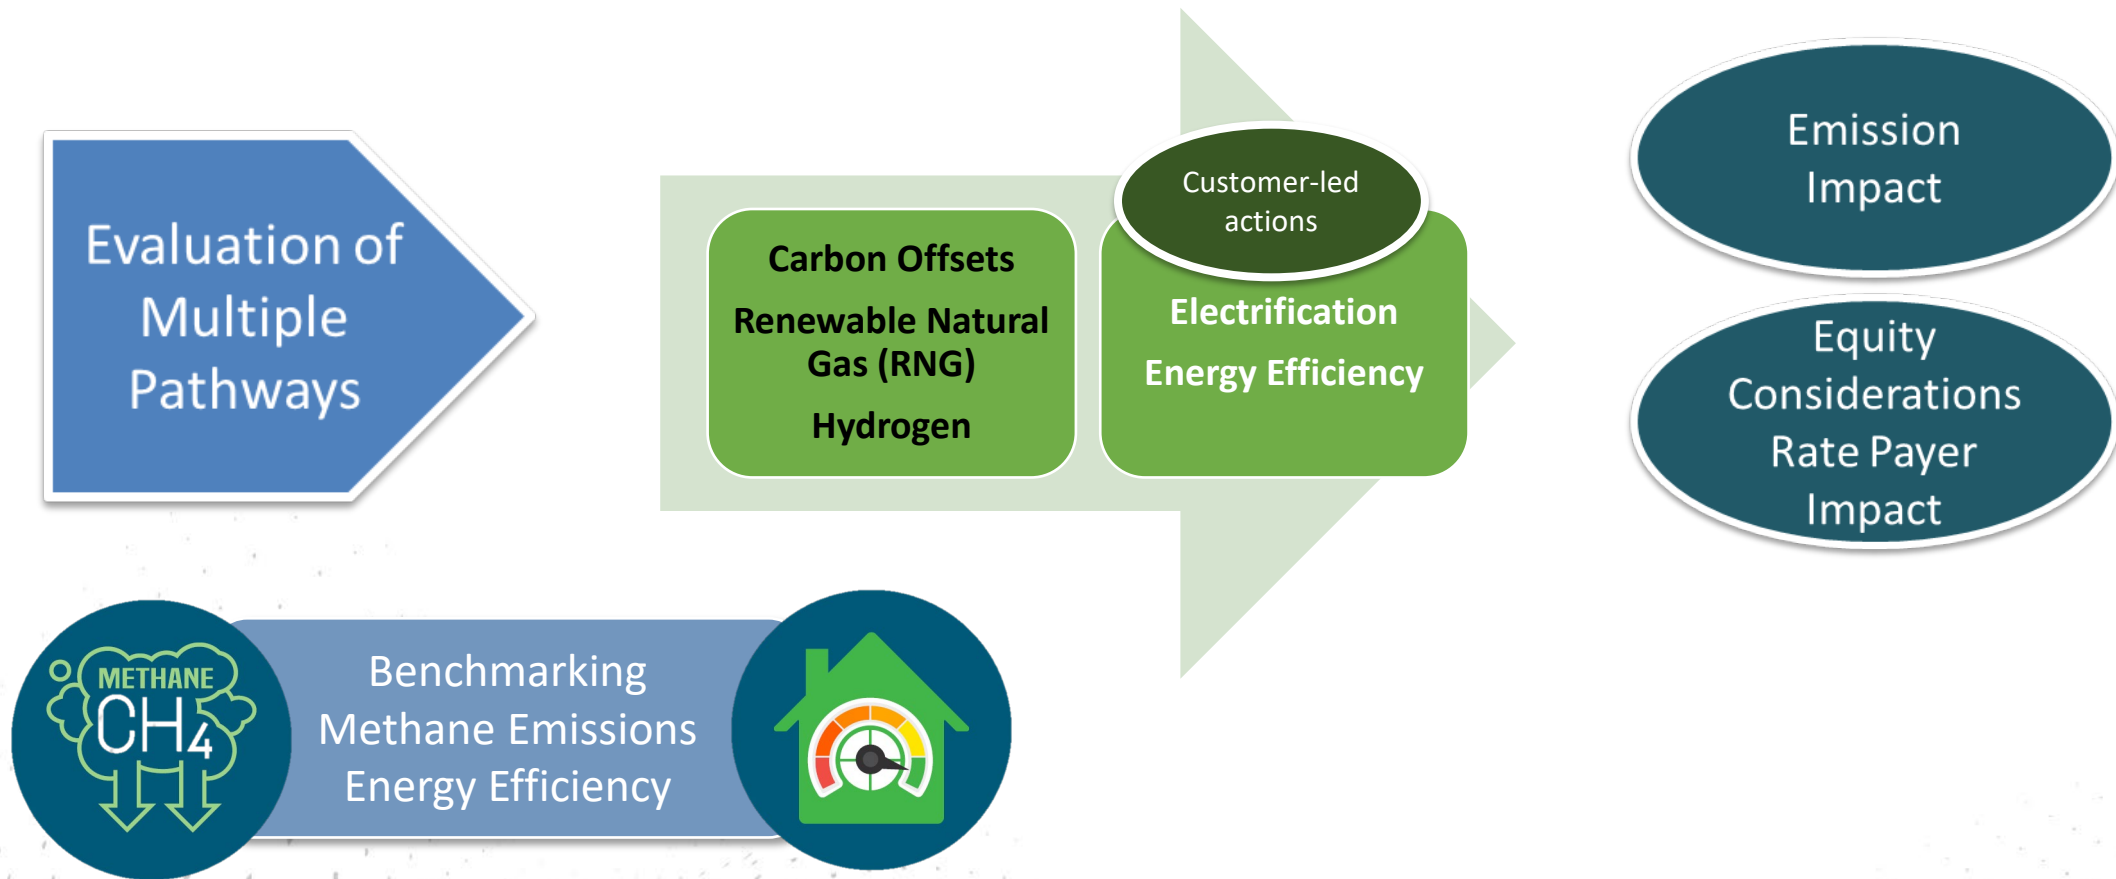 Evaluation of
Multiple
Pathways
Carbon Offsets
Renewable Natural
Gas (RNG)
Hydrogen
Customer-led
actions
Electrification
Energy Efficiency
Emission
Impact
Equity
Considerations
Rate Payer
Impact
METHANE
CH4
Benchmarking
Methane Emissions
Energy Efficiency